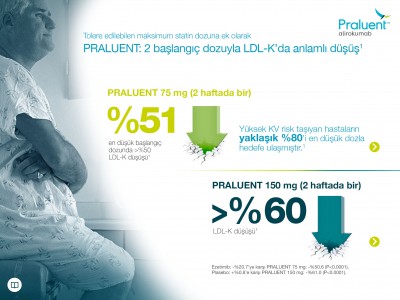 Praluent
alirokumab
Tolere edilebilen maksimum statin dozuna ek olarak
PRALUENT: 2 başlangıç dozuyla LDL-K'da anlamlı düşüş¹
PRALUENT 75 mg (2 haftada bir)
%51
en düşük başlangıç
dozunda >%50
LDL-K düşüşü¹
Yüksek KV risk taşıyan hastaların
yaklaşık %80'i en düşük dozla
hedefe ulaşmıştır.¹
PRALUENT 150 mg (2 haftada bir)
>%60
LDL-K düşüşü¹
Ezetimib: -%20.7'ya karşı PRALUENT 75 mg: -%50.6 (P<0.0001).
Plasebo: +%0.8'e karşı PRALUENT 150 mg: -%61.0 (P<0.0001).